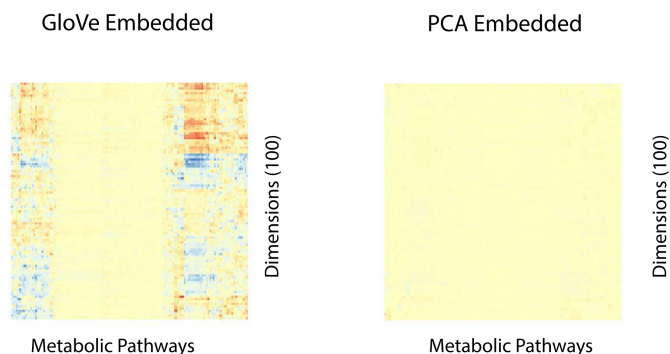 GloVe Embedded
PCA Embedded
Dimensions (100)
Dimensions (100)
Metabolic Pathways
Metabolic Pathways